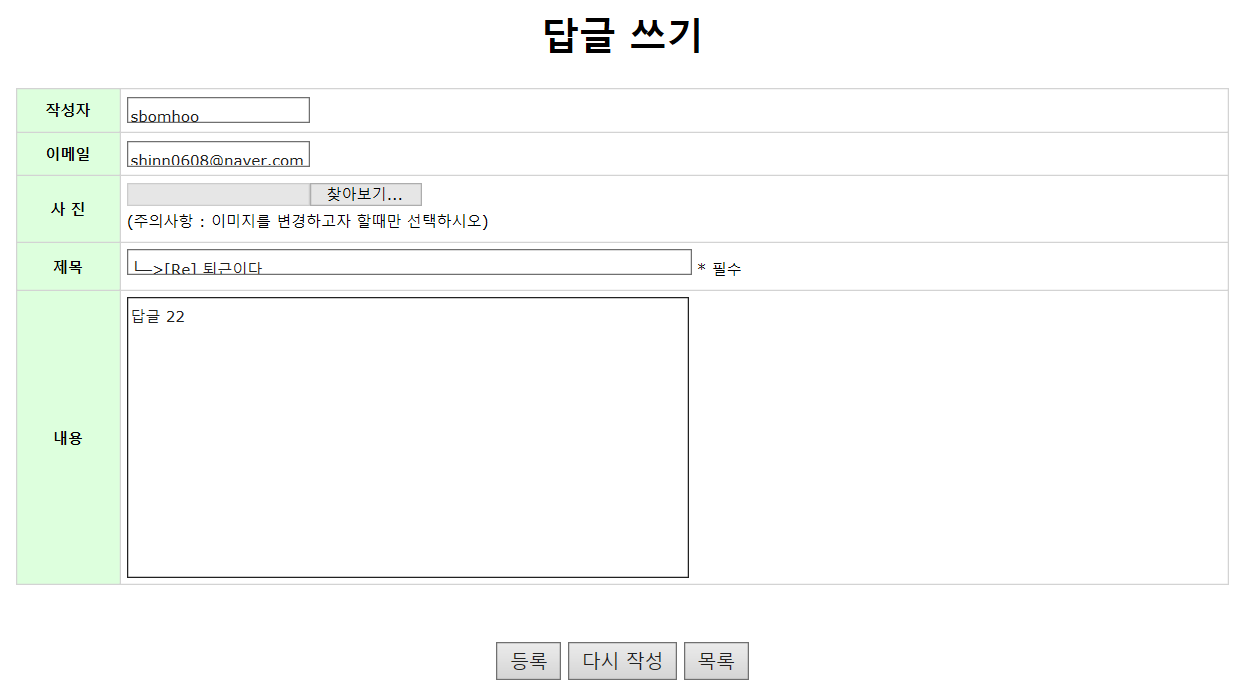 답글 쓰기
작성자 sbomhoo
이메일 shinn0608@naver.com
사 진 찾아보기...
(주의사항 : 이미지를 변경하고자 할때만 선택하시오)
제목 └─>[Re] 퇴근이다 * 필수
답글 22
내용
등록 다시 작성 목록